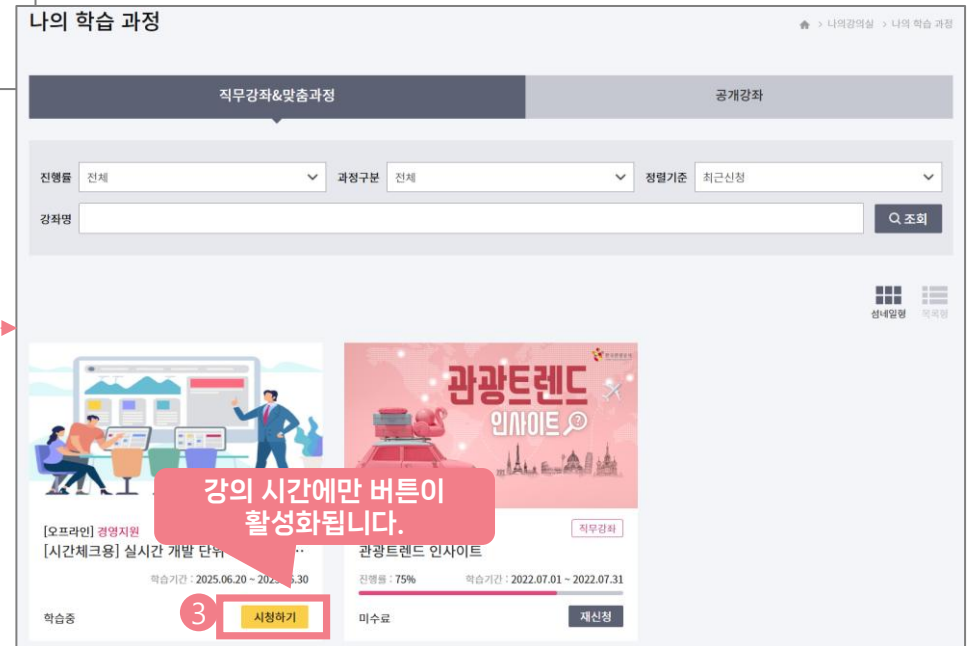 나의 학습 과정
> 나의강의실 > 나의 학습 과정
직무강좌&맞춤과정
공개강좌
진행률 전체
과정구분 전체
정렬기준 최근신청
강좌명
조회
섬네일형
목록형
관광트렌드
인사이트
강의 시간에만 버튼이
활성화됩니다.
[오프라인] 경영지원
[시간체크용] 실시간 개발 단위
학습기간 : 2025.06.20 ~
학습중
3
시청하기
직무강좌
관광트렌드 인사이트
진행률 : 75% 학습기간 : 2022.07.01 ~ 2022.07.31
미수료
재신청